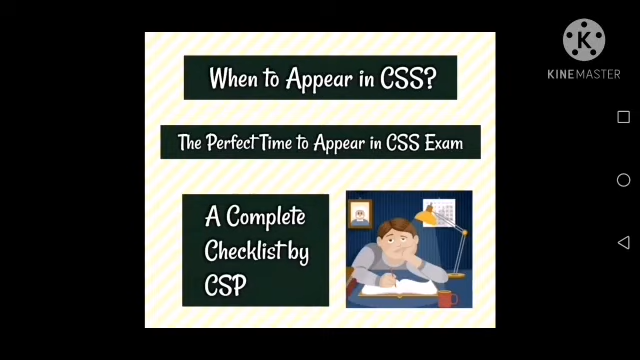 KINEMASTER
When to Appear in CSS?
The Perfect Time to Appear in CSS Exam
A Complete
Checklist by
CSP